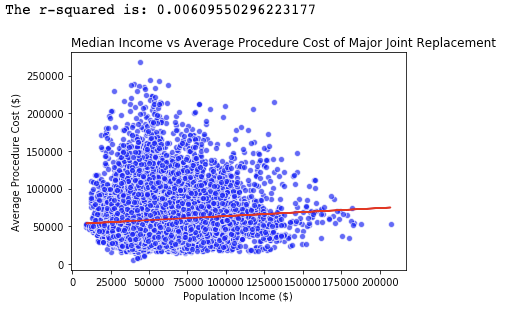 The r-squared is: 0.00609550296223177
Median Income vs Average Procedure Cost of Major Joint Replacement
250000
200000
150000
100000
50000
0
Average Procedure Cost ($)
0 25000 50000 75000 100000 125000 150000 175000 200000
Population Income ($)